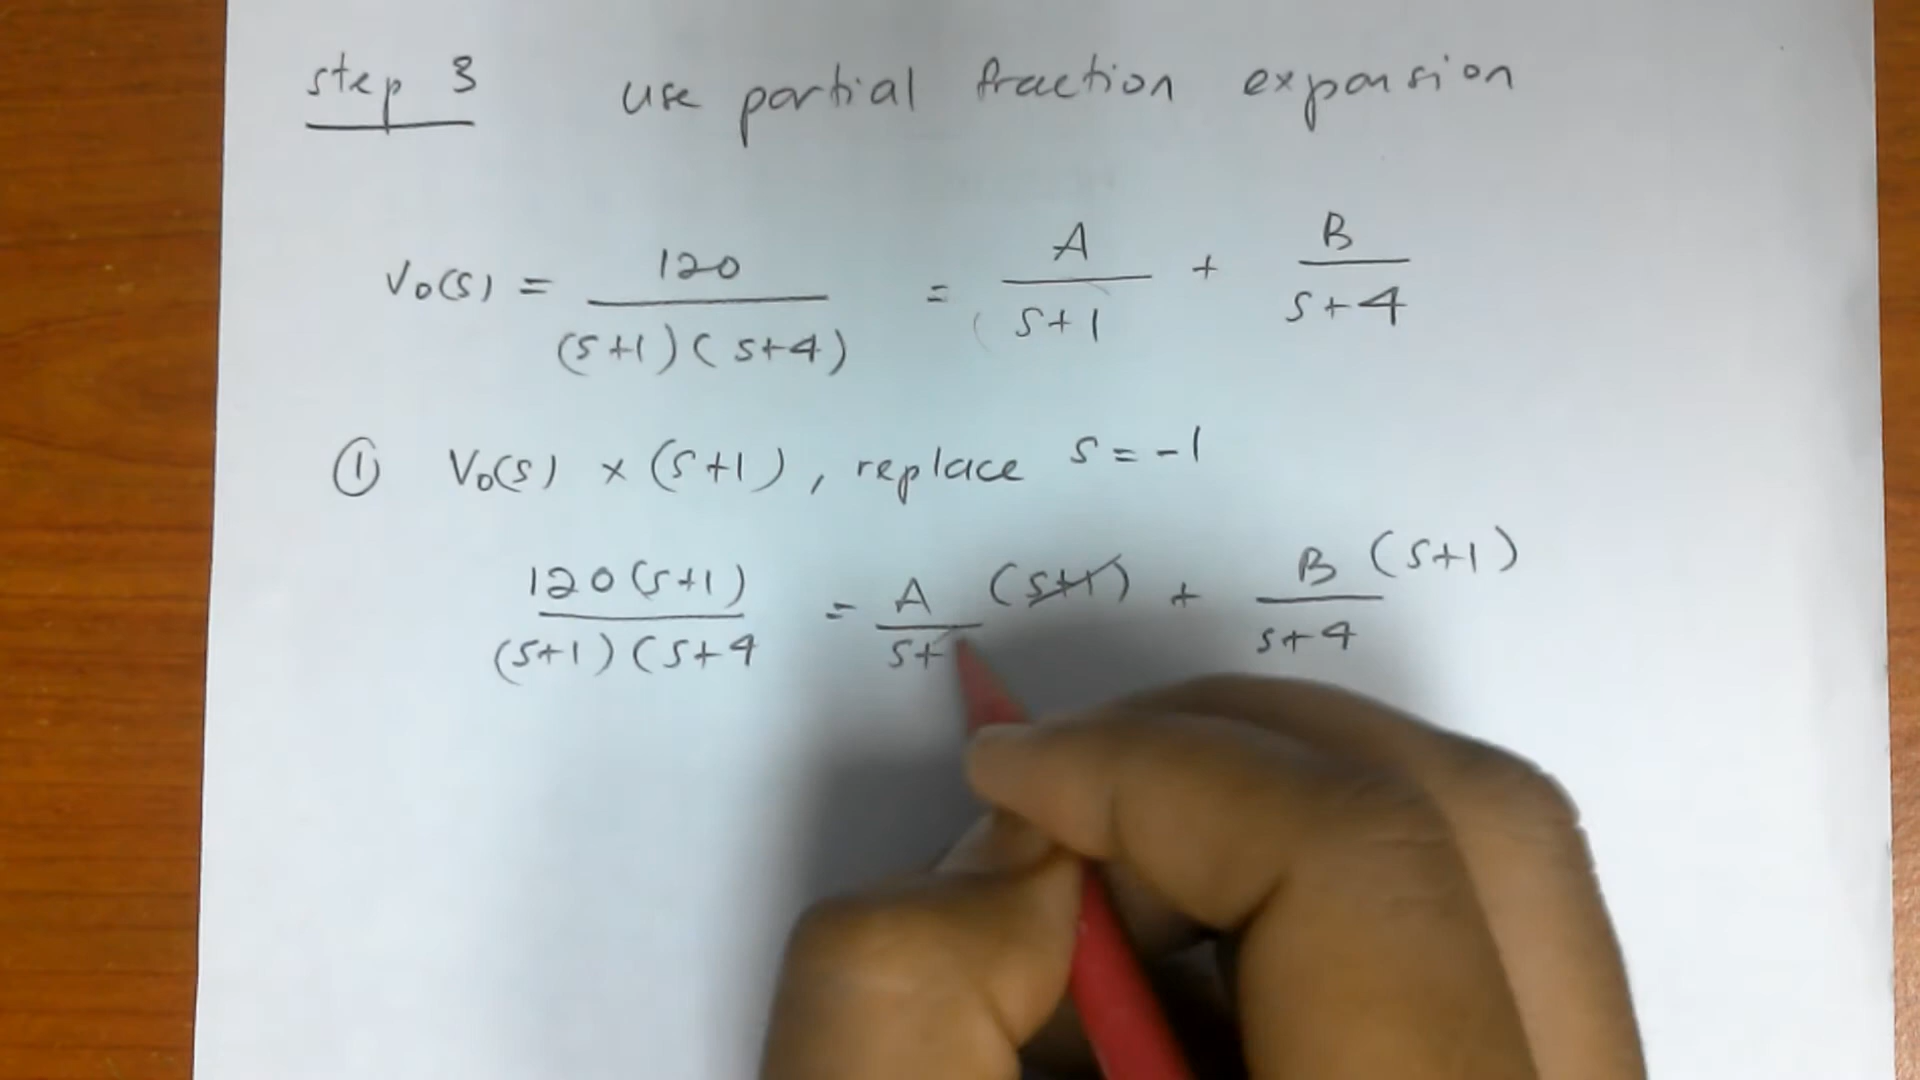 step 3 use partial fraction expansion
Vo(s) = 120 / (s+1)(s+4) = A / s+1 + B / s+4
① Vo(s) × (s+1), replace s = -1
120(s+1) / (s+1)(s+4 = A / s+ (s+1) + B / s+4 (s+1)